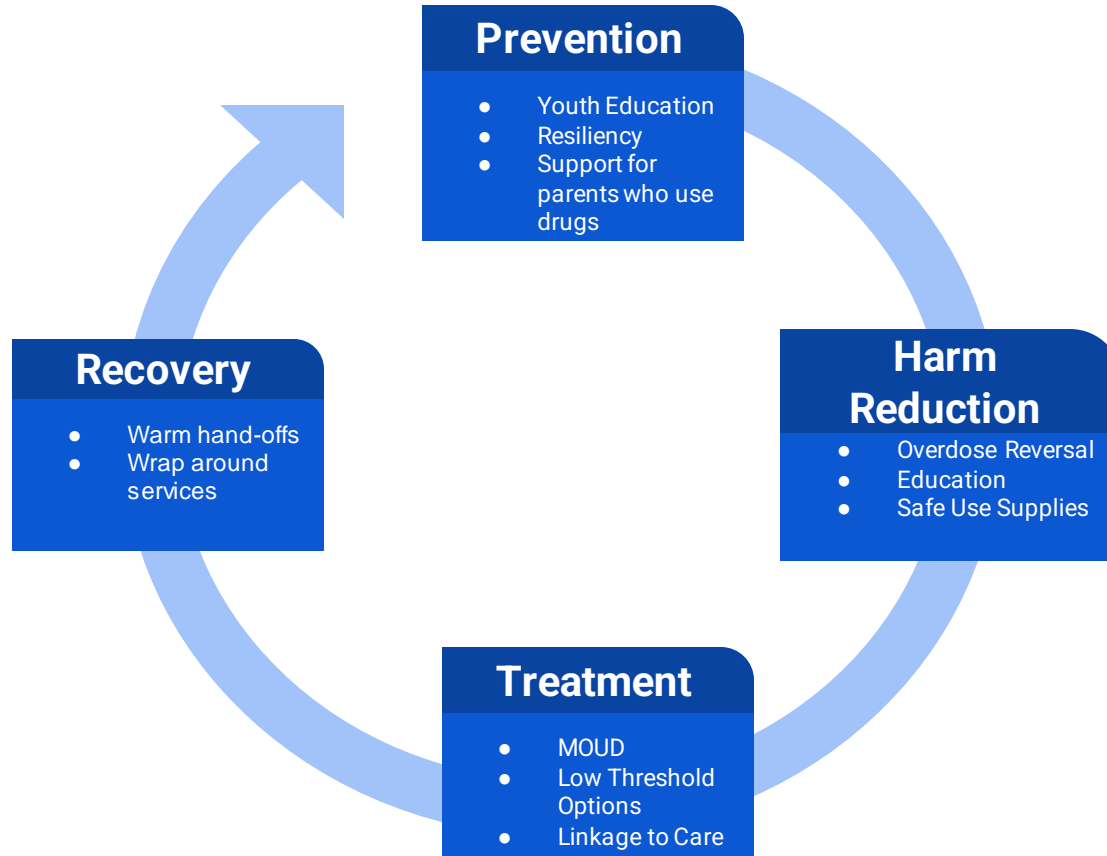 Prevention
● Youth Education
● Resiliency
● Support for
parents who use
drugs
Harm
Reduction
● Overdose Reversal
● Education
● Safe Use Supplies
Treatment
● MOUD
● Low Threshold
Options
● Linkage to Care
Recovery
● Warm hand-offs
● Wrap around
services